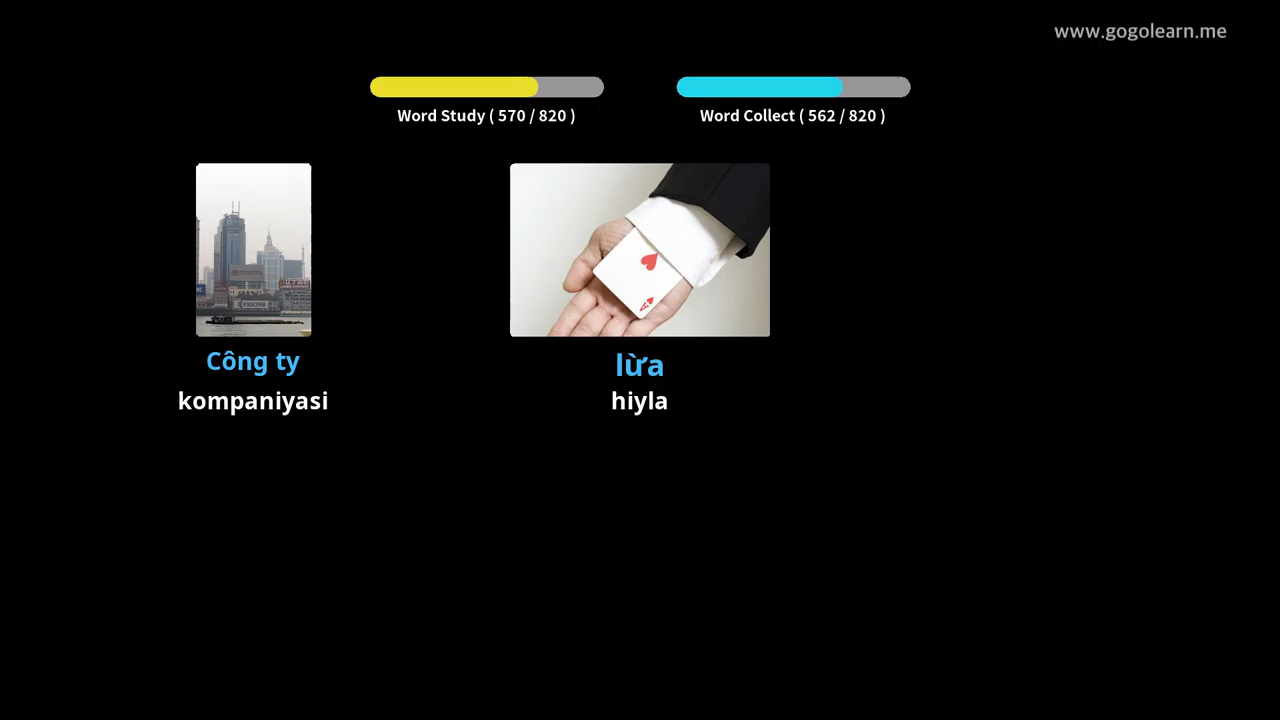 www.gogolearn.me
Word Study ( 570 / 820 )
Word Collect ( 562 / 820 )
Công ty
kompaniyasi
lừa
hiyla